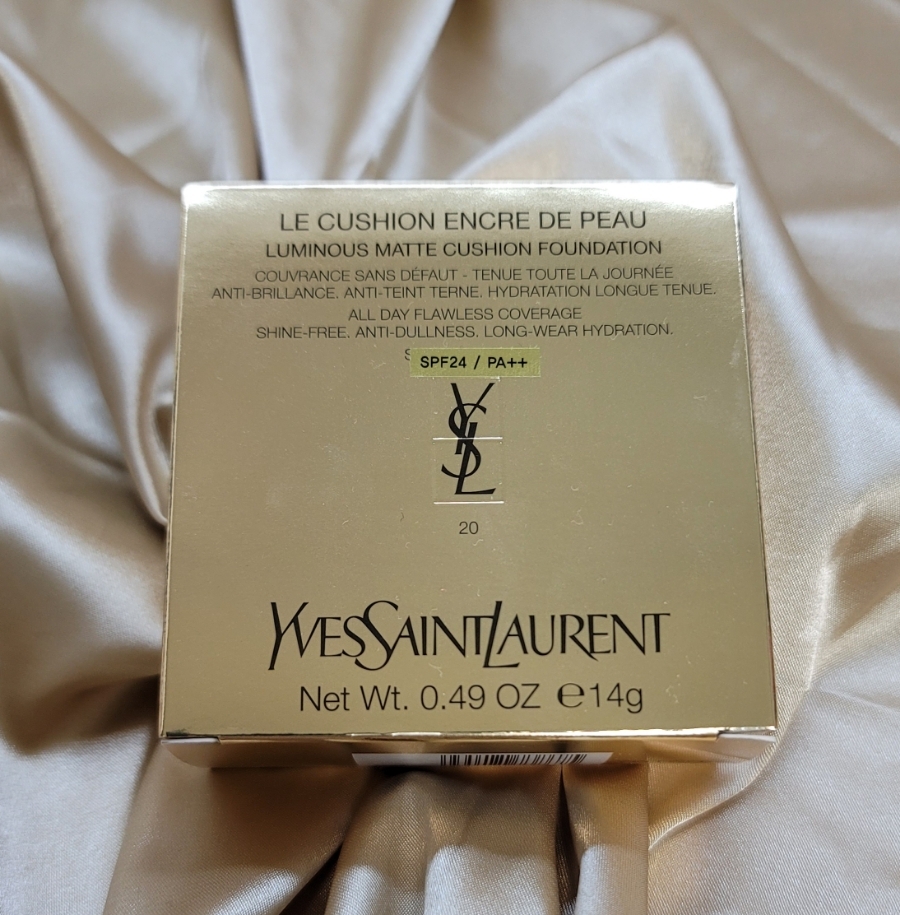 LE CUSHION ENCRE DE PEAU
LUMINOUS MATTE CUSHION FOUNDATION
COUVRANCE SANS DÉFAUT - TENUE TOUTE LA JOURNÉE
ANTI-BRILLANCE. ANTI-TEINT TERNE. HYDRATATION LONGUE TENUE.
ALL DAY FLAWLESS COVERAGE
SHINE-FREE. ANTI-DULLNESS. LONG-WEAR HYDRATION.
SPF24 / PA++
YSL
20
YVESSAINTLAURENT
Net Wt. 0.49 OZ ℮14g